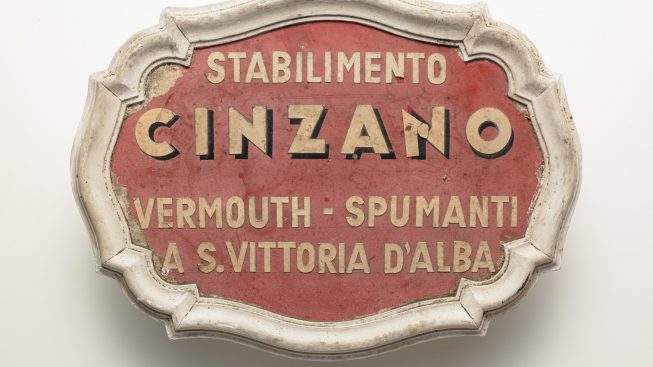 STABILIMENTO
CINZANO
VERMOUTH - SPUMANTI
A S. VITTORIA D'ALBA